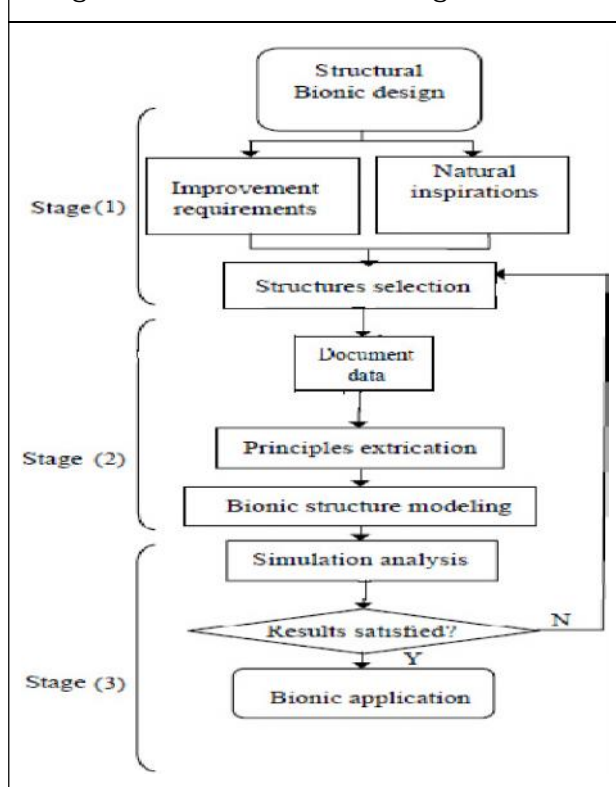 Structural
Bionic design
Improvement
requirements
Natural
inspirations
Stage(1)
Structures selection
Document
data
Principles extrication
Stage (2)
Bionic structure modeling
Simulation analysis
Results satisfied?
N
Y
Stage (3)
Bionic application